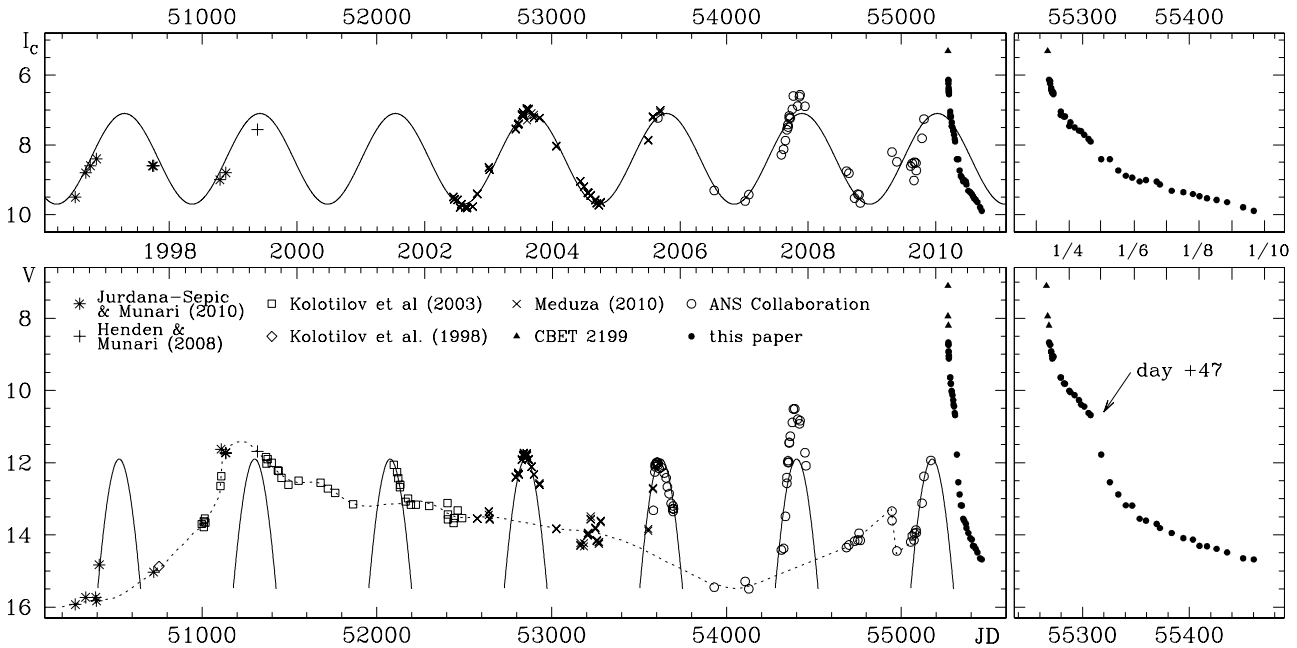 51000 52000 53000 54000 55000 55300 55400
I_c
6
8
10
1998 2000 2002 2004 2006 2008 2010 1/4 1/6 1/8 1/10
V
8
10
12
14
16
Jurdana-Sepic
& Munari (2010)
Henden &
Munari (2008)
Kolotilov et al (2003)
Kolotilov et al. (1998)
Meduza (2010)
CBET 2199
ANS Collaboration
this paper
day +47
51000 52000 53000 54000 55000 JD 55300 55400